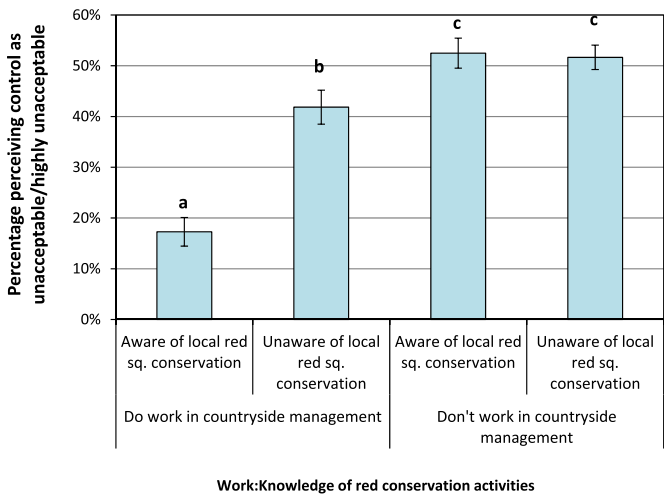 Percentage perceiving control as
unacceptable/highly unacceptable
60%
50%
40%
30%
20%
10%
0%
a
b
c
c
Aware of local red
sq. conservation
Unaware of local
red sq.
conservation
Aware of local red
sq. conservation
Unaware of local
red sq.
conservation
Do work in countryside management
Don't work in countryside
management
Work:Knowledge of red conservation activities